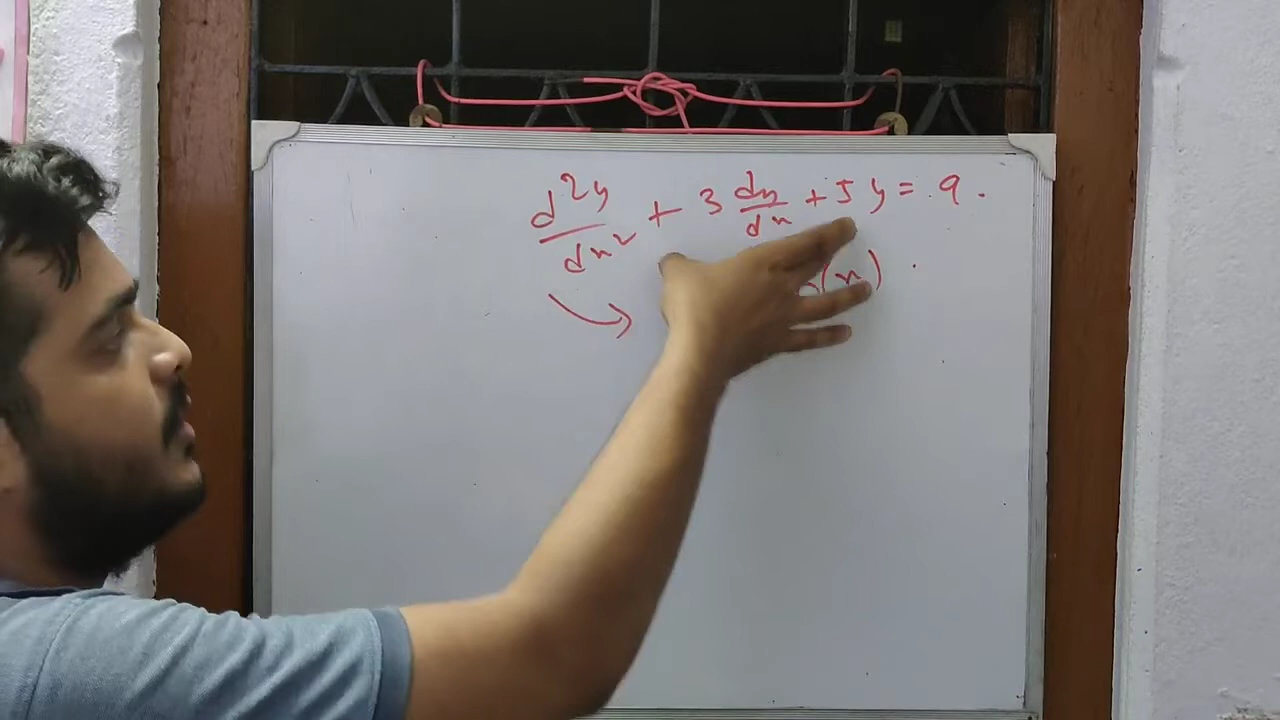 d²y/dx² + 3 dy/dx + 5y = 9.
(x)